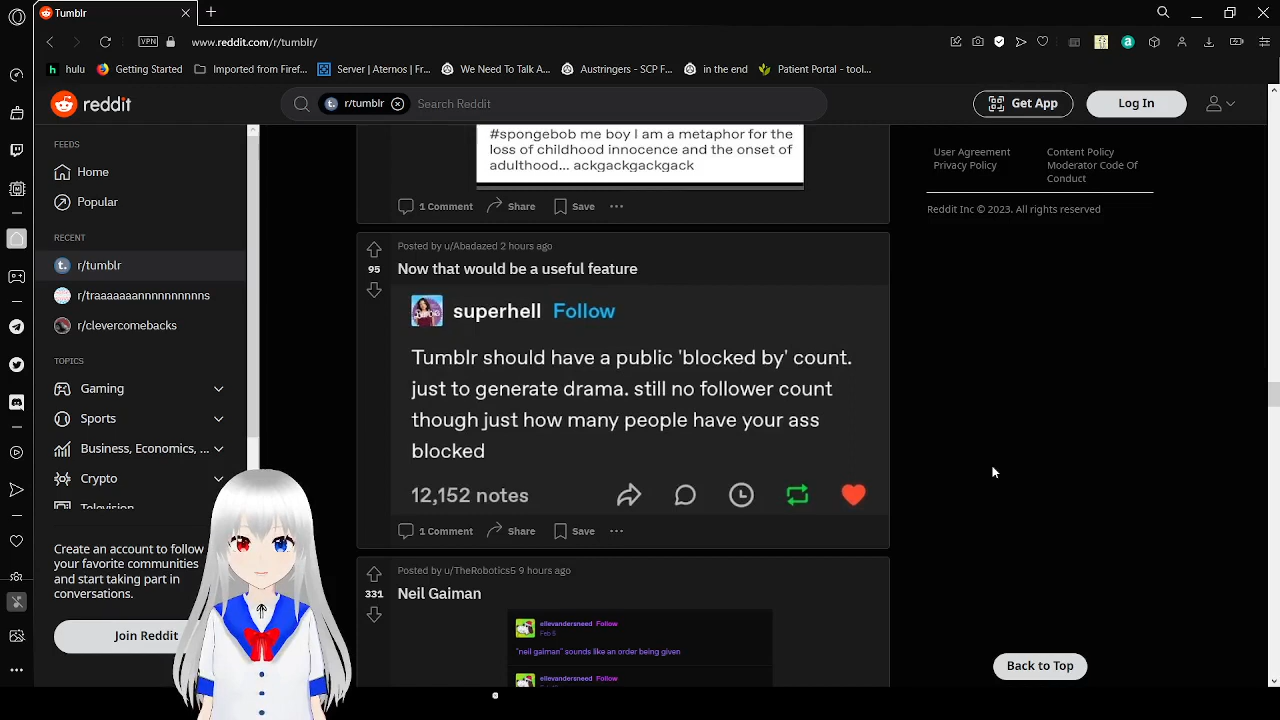 Tumblr
VPN
www.reddit.com/r/tumblr/
hulu
Getting Started
Imported from Firef...
Server | Aternos | Fr...
We Need To Talk A...
Austringers - SCP F...
in the end
Patient Portal - tool...
reddit
r/tumblr
Search Reddit
Get App
Log In
FEEDS
Home
Popular
RECENT
r/tumblr
r/traaaaaaannnnnnnnnns
r/clevercomebacks
TOPICS
Gaming
Sports
Business, Economics, ...
Crypto
Television
Create an account to follow
your favorite communities
and start taking part in
conversations.
Join Reddit
#spongebob me boy I am a metaphor for the
loss of childhood innocence and the onset of
adulthood... ackgackgackgack
1 Comment
Share
Save
Posted by u/Abadazed 2 hours ago
95
Now that would be a useful feature
superhell Follow
Tumblr should have a public 'blocked by' count.
just to generate drama. still no follower count
though just how many people have your ass
blocked
12,152 notes
1 Comment
Share
Save
Posted by u/TheRobotics5 9 hours ago
331
Neil Gaiman
ellevandersneed Follow
Feb 5
"neil gaiman" sounds like an order being given
ellevandersneed Follow
User Agreement
Privacy Policy
Content Policy
Moderator Code Of
Conduct
Reddit Inc © 2023. All rights reserved
Back to Top